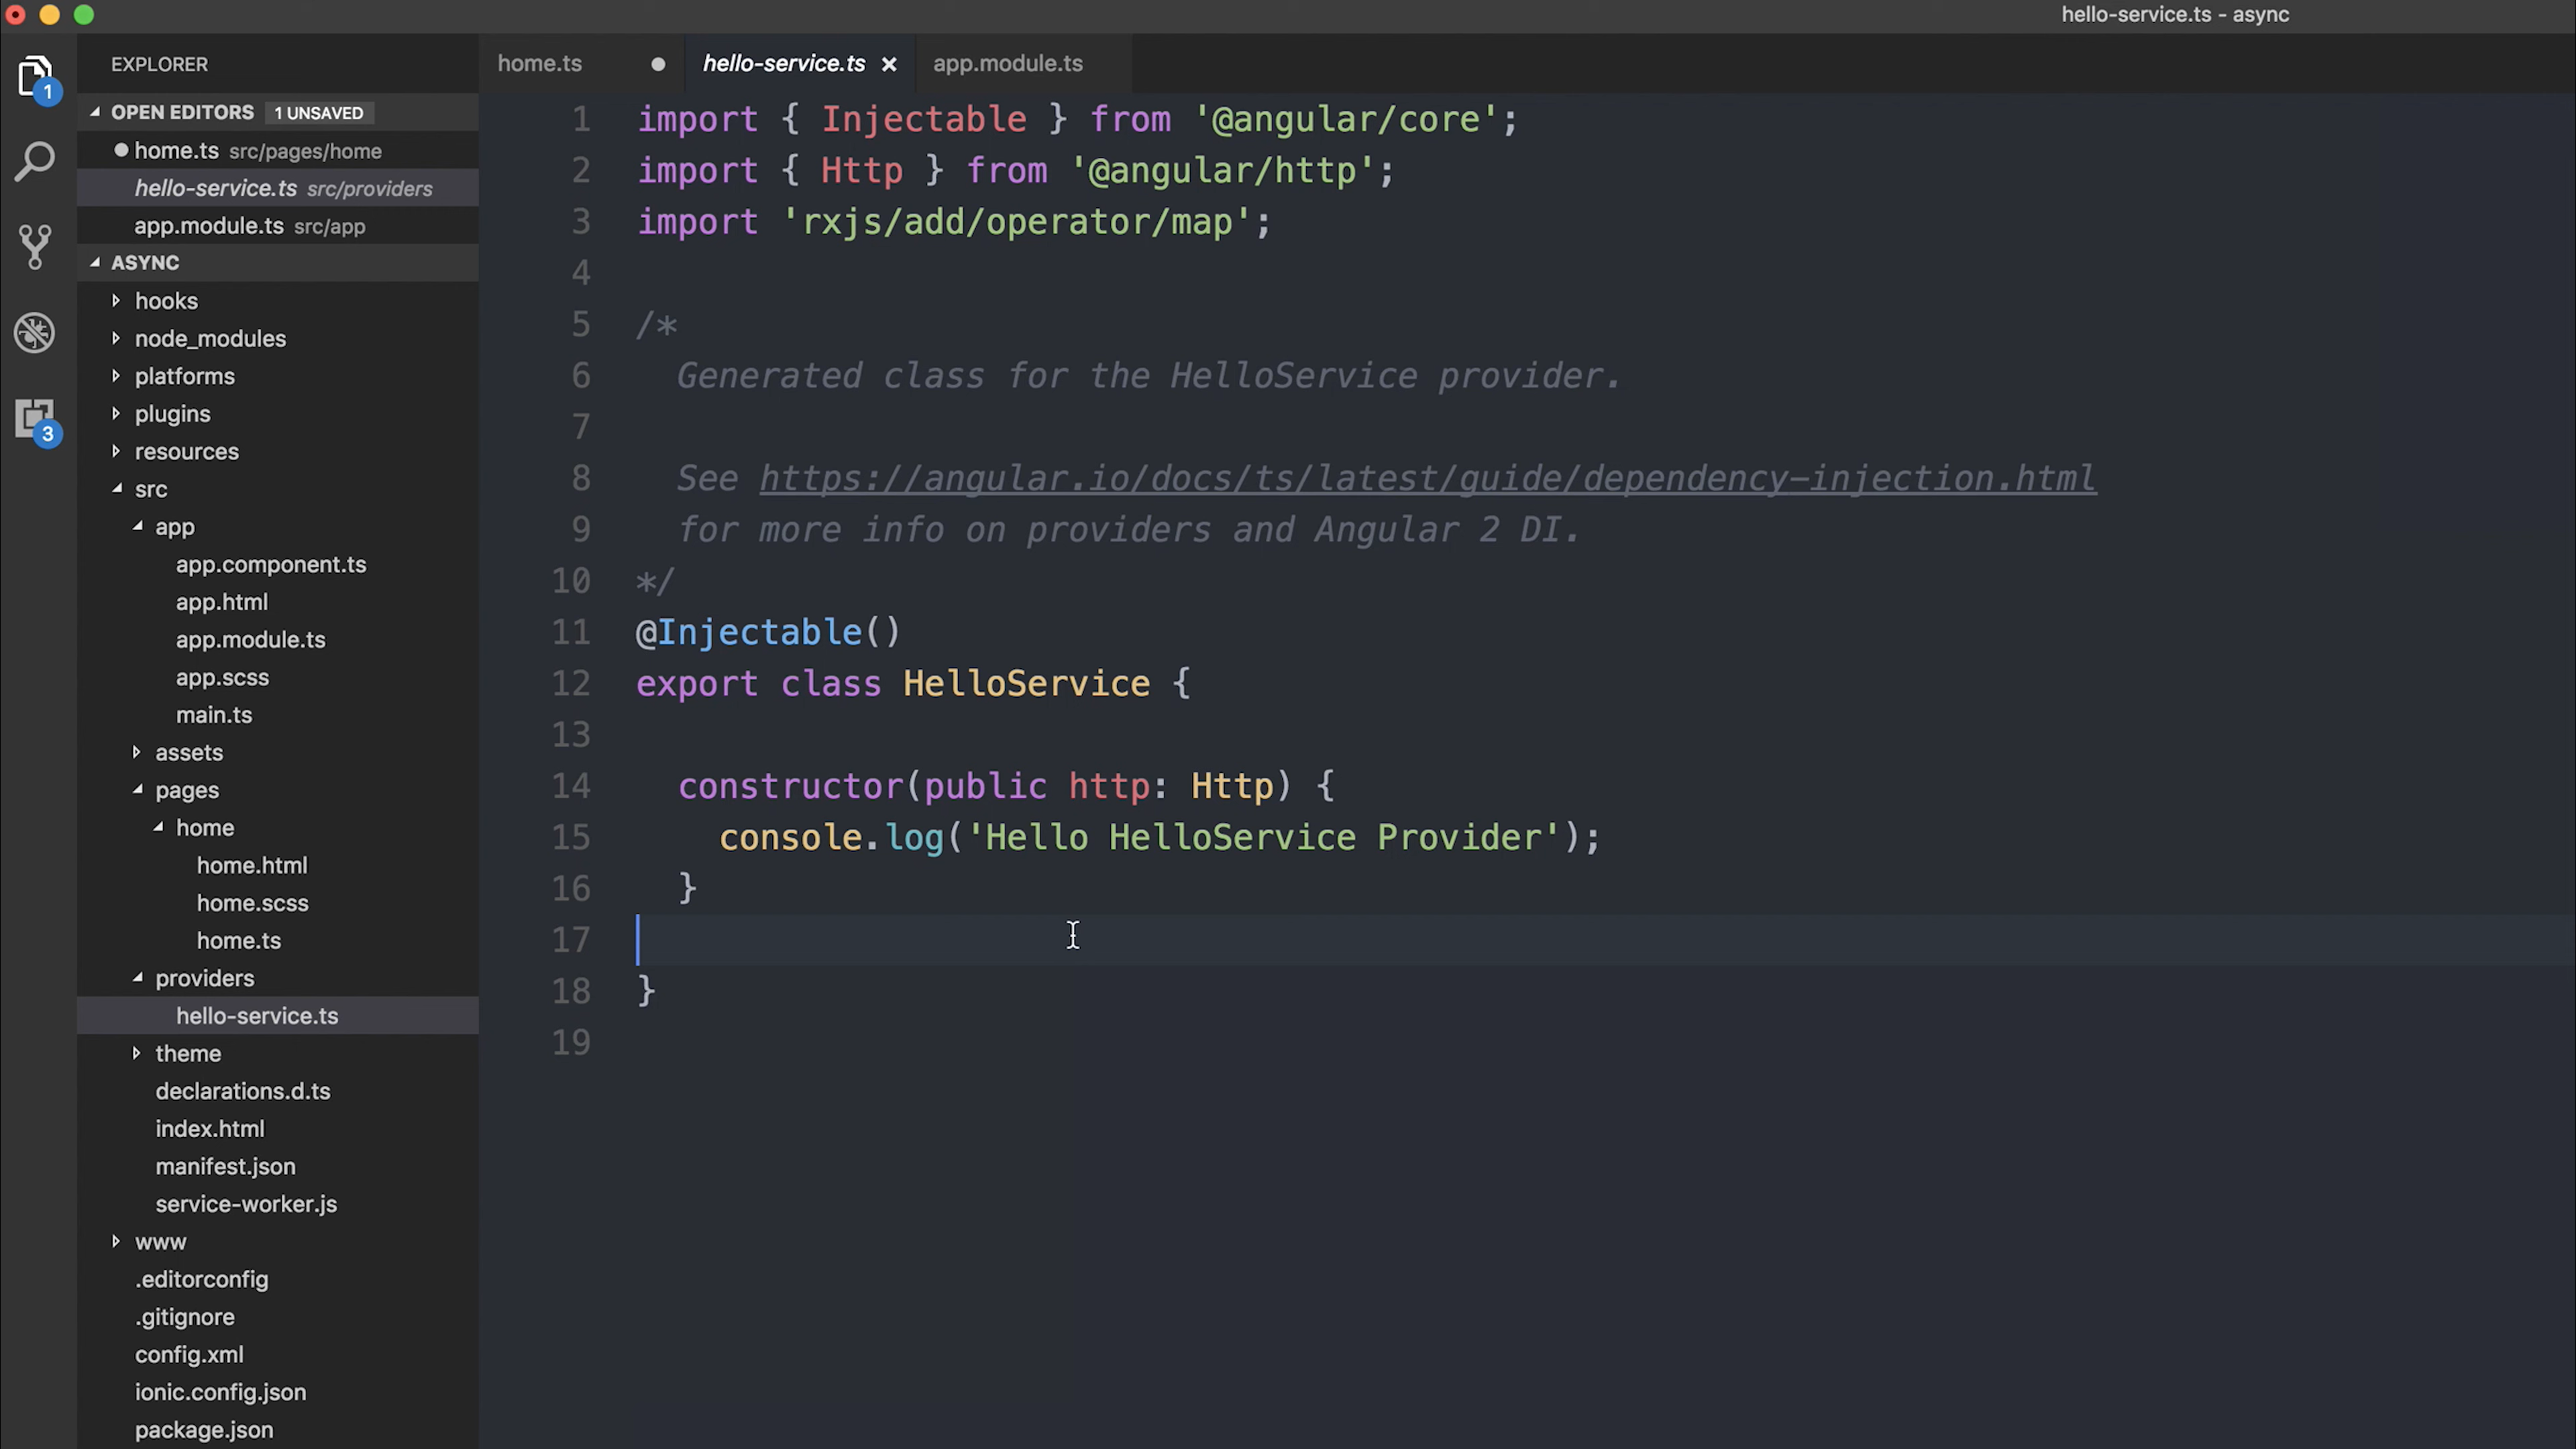 hello-service.ts - async
EXPLORER
OPEN EDITORS 1 UNSAVED
home.ts src/pages/home
hello-service.ts src/providers
app.module.ts src/app
ASYNC
hooks
node_modules
platforms
plugins
resources
src
app
app.component.ts
app.html
app.module.ts
app.scss
main.ts
assets
pages
home
home.html
home.scss
home.ts
providers
hello-service.ts
theme
declarations.d.ts
index.html
manifest.json
service-worker.js
www
.editorconfig
.gitignore
config.xml
ionic.config.json
package.json
1
3
home.ts hello-service.ts app.module.ts
1 import { Injectable } from '@angular/core';
2 import { Http } from '@angular/http';
3 import 'rxjs/add/operator/map';
4
5 /*
6 Generated class for the HelloService provider.
7
8 See https://angular.io/docs/ts/latest/guide/dependency-injection.html
9 for more info on providers and Angular 2 DI.
10 */
11 @Injectable()
12 export class HelloService {
13
14 constructor(public http: Http) {
15 console.log('Hello HelloService Provider');
16 }
17
18 }
19